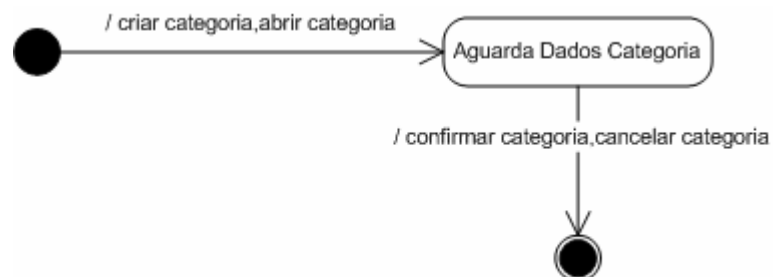 / criar categoria,abrir categoria
Aguarda Dados Categoria
/ confirmar categoria,cancelar categoria